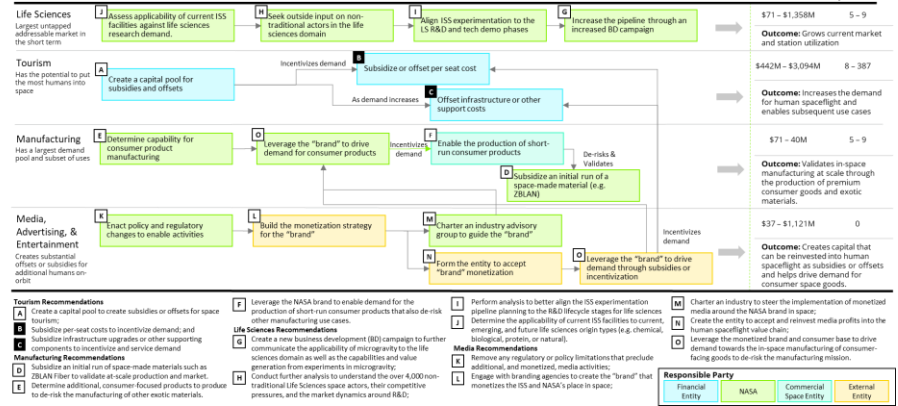 Life Sciences
Largest untapped
addressable market in
the short term
J
Assess applicability of current ISS
facilities against life sciences
research demand.
H
Seek outside input on non-
traditional actors in the life
sciences domain
I
Align ISS experimentation to the
LS R&D and tech demo phases
G
Increase the pipeline through an
increased BD campaign
$71 – $1,358M
5 – 9
Outcome: Grows current market
and station utilization
Tourism
Has the potential to put
the most humans into
space
A
Create a capital pool for
subsidies and offsets
Incentivizes demand
B
Subsidize or offset per seat cost
As demand increases
C
Offset infrastructure or other
support costs
$442M – $3,094M
8 – 387
Outcome: Increases the demand
for human spaceflight and
enables subsequent use cases
Manufacturing
Has a largest demand
pool and subset of uses
E
Determine capability for
consumer product
manufacturing
O
Leverage the “brand” to drive
demand for consumer products
Incentivizes
demand
F
Enable the production of short-
run consumer products
De-risks &
Validates
D
Subsidize an initial run of a
space-made material (e.g.
ZBLAN)
$71 – 40M
5 – 9
Outcome: Validates in-space
manufacturing at scale through
the production of premium
consumer goods and exotic
materials.
Media,
Advertising, &
Entertainment
Creates substantial
offsets or subsidies for
additional humans on-
orbit
K
Enact policy and regulatory
changes to enable activities
L
Build the monetization strategy
for the “brand”
M
Charter an industry advisory
group to guide the “brand”
N
Form the entity to accept
“brand” monetization
O
Leverage the “brand” to drive
demand through subsidies or
incentivization
Incentivizes
demand
$37 – $1,121M
0
Outcome: Creates capital that
can be reinvested into human
spaceflight as subsidies or offsets
and helps drive demand for
consumer space goods.
Tourism Recommendations
A
Create a capital pool to create subsidies or offsets for space
tourism;
B
Subsidize per-seat costs to incentivize demand; and
C
Subsidize infrastructure upgrades or other supporting
components to incentivize and service demand
Manufacturing Recommendations
D
Subsidize an initial run of space-made materials such as
ZBLAN Fiber to validate at-scale production and market.
E
Determine additional, consumer-focused products to produce
to de-risk the manufacturing of other exotic materials.
F
Leverage the NASA brand to enable demand for the
production of short-run consumer products that also de-risk
other manufacturing use cases.
Life Sciences Recommendations
G
Create a new business development (BD) campaign to further
communicate the applicability of microgravity to the life
sciences domain as well as the capabilities and value
generation from experiments in microgravity;
H
Conduct further analysis to understand the over 4,000 non-
traditional Life Sciences space actors, their competitive
pressures, and the market dynamics around R&D;
I
Perform analysis to better align the ISS experimentation
pipeline planning to the R&D lifecycle stages for life sciences
J
Determine the applicability of current ISS facilities to current,
emerging, and future life sciences origin types (e.g. chemical,
biological, protein, or natural).
Media Recommendations
K
Remove any regulatory or policy limitations that preclude
additional, and monetized, media activities;
L
Engage with branding agencies to create the “brand” that
monetizes the ISS and NASA’s place in space;
M
Charter an industry to steer the implementation of monetized
media around the NASA brand in space;
N
Create the entity to accept and reinvest media profits into the
human spaceflight value chain;
O
Leverage the monetized brand and consumer base to drive
demand towards the in-space manufacturing of consumer-
facing goods to de-risk the manufacturing mission.
Responsible Party
Financial
Entity
NASA
Commercial
Space Entity
External
Entity